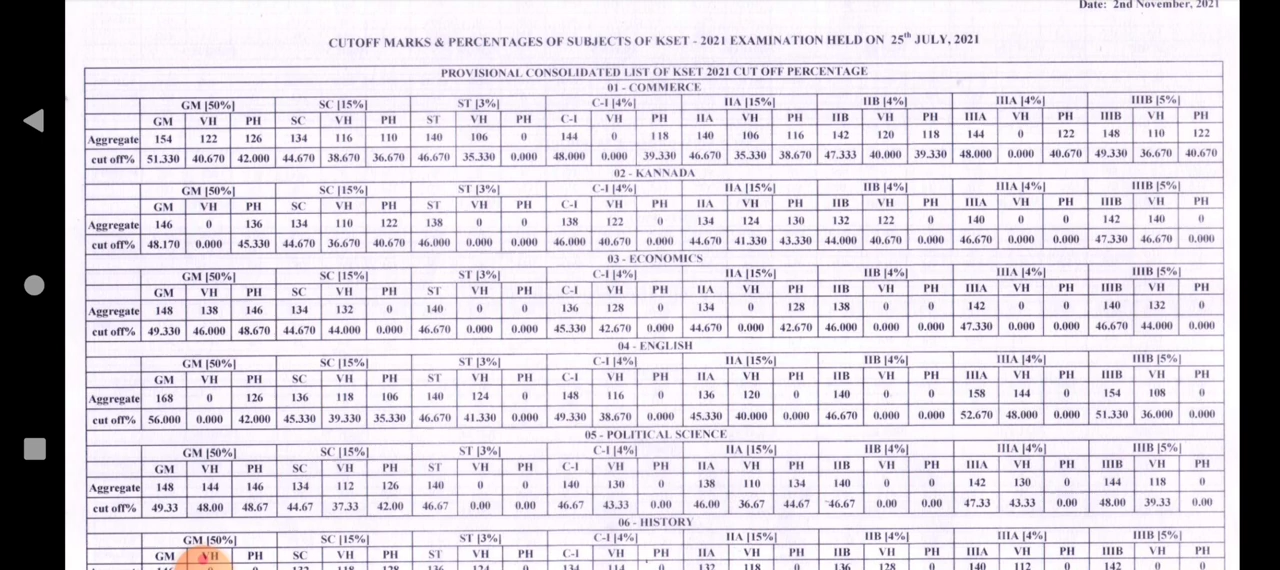 Date: 2nd November, 2021
CUTOFF MARKS & PERCENTAGES OF SUBJECTS OF KSET - 2021 EXAMINATION HELD ON 25th JULY, 2021
PROVISIONAL CONSOLIDATED LIST OF KSET 2021 CUT OFF PERCENTAGE
01 - COMMERCE
GM [50%] SC [15%] ST [3%] C-I [4%] IIA [15%] IIB [4%] IIIA [4%] IIIB [5%]
GM VH PH SC VH PH ST VH PH C-I VH PH IIA VH PH IIB VH PH IIIA VH PH IIIB VH PH
Aggregate 154 122 126 134 116 110 140 106 0 144 0 118 140 106 116 142 120 118 144 0 122 148 110 122
cut off% 51.330 40.670 42.000 44.670 38.670 36.670 46.670 35.330 0.000 48.000 0.000 39.330 46.670 35.330 38.670 47.333 40.000 39.330 48.000 0.000 40.670 49.330 36.670 40.670
02 - KANNADA
GM [50%] SC [15%] ST [3%] C-I [4%] IIA [15%] IIB [4%] IIIA [4%] IIIB [5%]
GM VH PH SC VH PH ST VH PH C-I VH PH IIA VH PH IIB VH PH IIIA VH PH IIIB VH PH
Aggregate 146 0 136 134 110 122 138 0 0 138 122 0 134 124 130 132 122 0 140 0 0 142 140 0
cut off% 48.170 0.000 45.330 44.670 36.670 40.670 46.000 0.000 0.000 46.000 40.670 0.000 44.670 41.330 43.330 44.000 40.670 0.000 46.670 0.000 0.000 47.330 46.670 0.000
03 - ECONOMICS
GM [50%] SC [15%] ST [3%] C-I [4%] IIA [15%] IIB [4%] IIIA [4%] IIIB [5%]
GM VH PH SC VH PH ST VH PH C-I VH PH IIA VH PH IIB VH PH IIIA VH PH IIIB VH PH
Aggregate 148 138 146 134 132 0 140 0 0 136 128 0 134 0 128 138 0 0 142 0 0 140 132 0
cut off% 49.330 46.000 48.670 44.670 44.000 0.000 46.670 0.000 0.000 45.330 42.670 0.000 44.670 0.000 42.670 46.000 0.000 0.000 47.330 0.000 0.000 46.670 44.000 0.000
04 - ENGLISH
GM [50%] SC [15%] ST [3%] C-I [4%] IIA [15%] IIB [4%] IIIA [4%] IIIB [5%]
GM VH PH SC VH PH ST VH PH C-I VH PH IIA VH PH IIB VH PH IIIA VH PH IIIB VH PH
Aggregate 168 0 126 136 118 106 140 124 0 148 116 0 136 120 0 140 0 0 158 144 0 154 108 0
cut off% 56.000 0.000 42.000 45.330 39.330 35.330 46.670 41.330 0.000 49.330 38.670 0.000 45.330 40.000 0.000 46.670 0.000 0.000 52.670 48.000 0.000 51.330 36.000 0.000
05 - POLITICAL SCIENCE
GM [50%] SC [15%] ST [3%] C-I [4%] IIA [15%] IIB [4%] IIIA [4%] IIIB [5%]
GM VH PH SC VH PH ST VH PH C-I VH PH IIA VH PH IIB VH PH IIIA VH PH IIIB VH PH
Aggregate 148 144 146 134 112 126 140 0 0 140 130 0 138 110 134 140 0 0 142 130 0 144 118 0
cut off% 49.33 48.00 48.67 44.67 37.33 42.00 46.67 0.00 0.00 46.67 43.33 0.00 46.00 36.67 44.67 46.67 0.00 0.00 47.33 43.33 0.00 48.00 39.33 0.00
06 - HISTORY
GM [50%] SC [15%] ST [3%] C-I [4%] IIA [15%] IIB [4%] IIIA [4%] IIIB [5%]
GM VH PH SC VH PH ST VH PH C-I VH PH IIA VH PH IIB VH PH IIIA VH PH IIIB VH PH
0 132 118 128 136 124 0 134 114 0 132 118 0 136 128 0 140 112 0 142 0 0